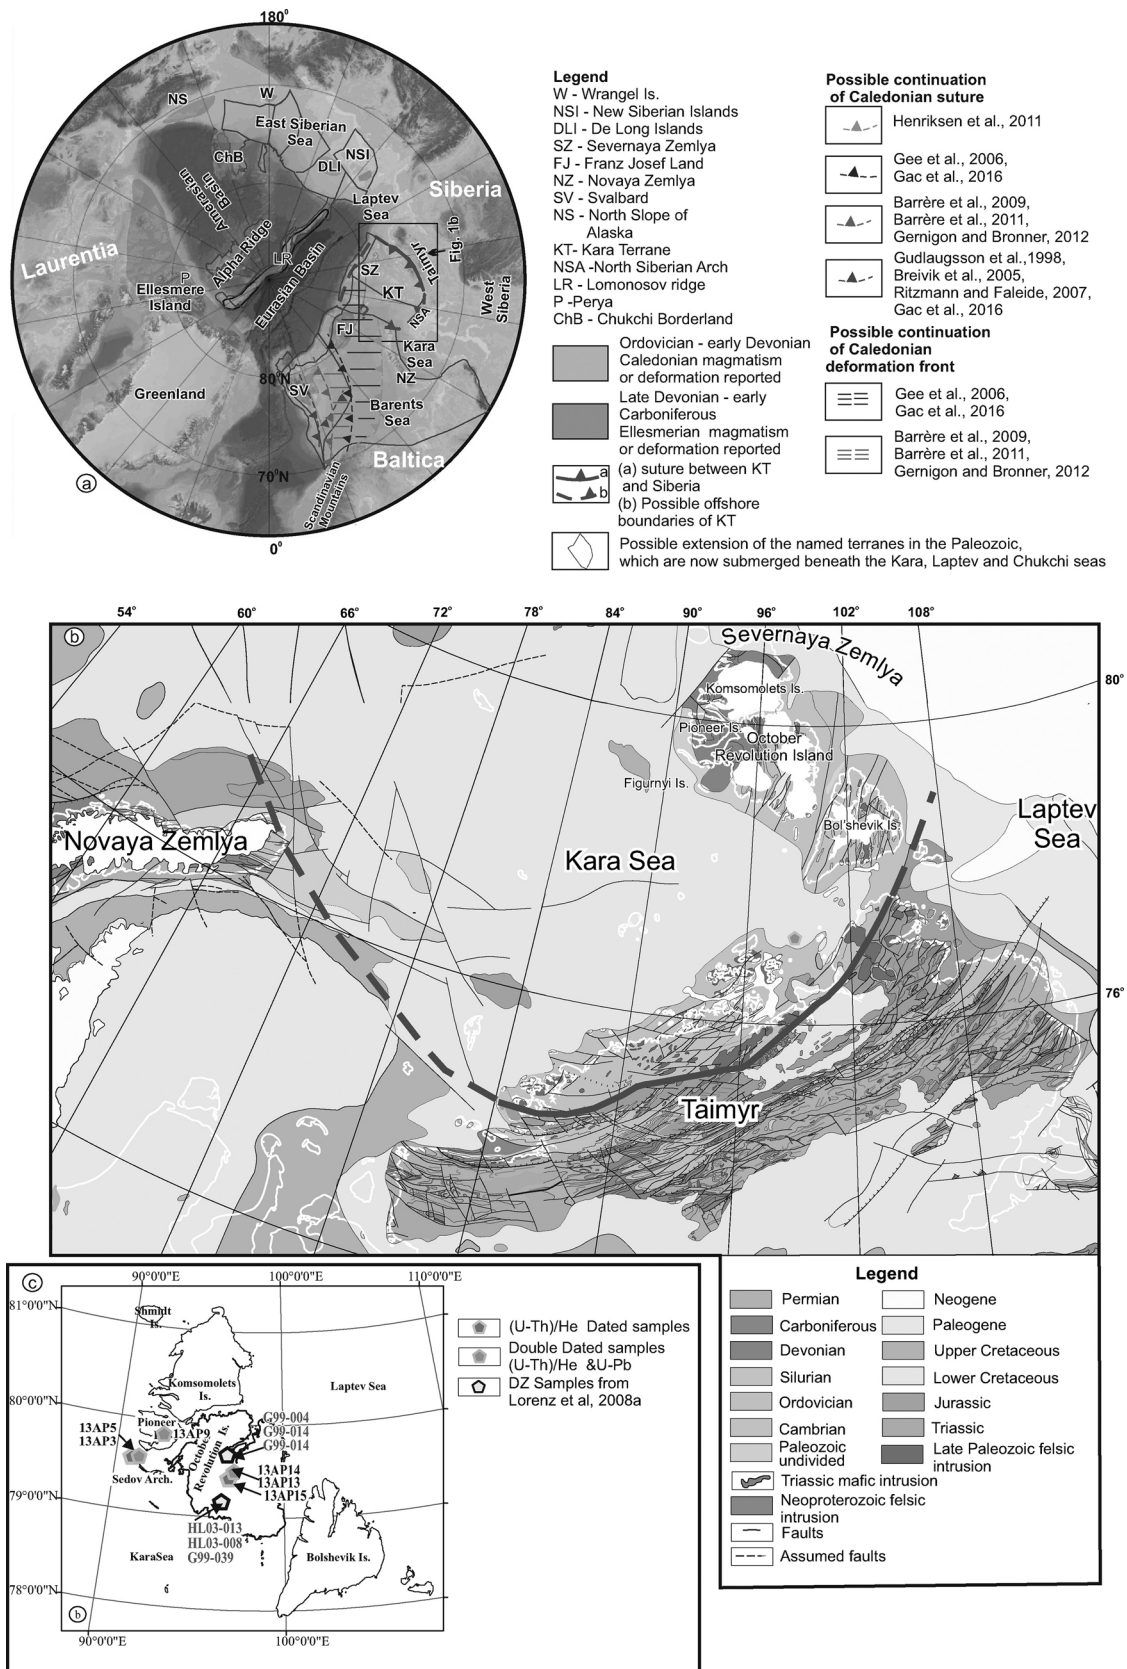 180°
NS
W
East Siberian
Sea
ChB
DLI
NSI
Amerasian
Basin
Laptev
Sea
Siberia
Laurentia
Alpha Ridge
LR
Eurasian Basin
SZ
Taimyr
Fig. 1b
P
Ellesmere
Island
KT
West
Siberia
NSA
FJ
Kara
Sea
NZ
Greenland
80°N
SV
Barents
Sea
Baltica
70°N
Scandinavian
Mountains
a
0°
Legend
W - Wrangel Is.
NSI - New Siberian Islands
DLI - De Long Islands
SZ - Severnaya Zemlya
FJ - Franz Josef Land
NZ - Novaya Zemlya
SV - Svalbard
NS - North Slope of
Alaska
KT- Kara Terrane
NSA -North Siberian Arch
LR - Lomonosov ridge
P -Perya
ChB - Chukchi Borderland
Ordovician - early Devonian
Caledonian magmatism
or deformation reported
Late Devonian - early
Carboniferous
Ellesmerian magmatism
or deformation reported
a
b
(a) suture between KT
and Siberia
(b) Possible offshore
boundaries of KT
Possible extension of the named terranes in the Paleozoic,
which are now submerged beneath the Kara, Laptev and Chukchi seas
Possible continuation
of Caledonian suture
Henriksen et al., 2011
Gee et al., 2006,
Gac et al., 2016
Barrère et al., 2009,
Barrère et al., 2011,
Gernigon and Bronner, 2012
Gudlaugsson et al.,1998,
Breivik et al., 2005,
Ritzmann and Faleide, 2007,
Gac et al., 2016
Possible continuation
of Caledonian
deformation front
Gee et al., 2006,
Gac et al., 2016
Barrère et al., 2009,
Barrère et al., 2011,
Gernigon and Bronner, 2012
54° 60° 66° 72° 78° 84° 90° 96° 102° 108°
b
Severnaya Zemlya
80°
Komsomolets Is.
Pioneer Is.
October
Revolution Island
Figurnyi Is.
Laptev
Sea
Bol'shevik Is.
Novaya Zemlya
Kara Sea
76°
Taimyr
c
90°0'0"E 100°0'0"E 110°0'0"E
81°0'0"N
Shmidt
Is.
Komsomolets
Is.
Laptev Sea
80°0'0"N
Pioneer
13AP5
13AP3
13AP9
October
Revolution Is.
G99-004
G99-014
G99-014
Sedov Arch.
13AP14
13AP13
13AP15
79°0'0"N
HL03-013
HL03-008
G99-039
KaraSea
Bolshevik Is.
78°0'0"N
b
90°0'0"E 100°0'0"E
(U-Th)/He Dated samples
Double Dated samples
(U-Th)/He &U-Pb
DZ Samples from
Lorenz et al, 2008a
Legend
Permian
Carboniferous
Devonian
Silurian
Ordovician
Cambrian
Paleozoic
undivided
Triassic mafic intrusion
Neoproterozoic felsic
intrusion
Faults
Assumed faults
Neogene
Paleogene
Upper Cretaceous
Lower Cretaceous
Jurassic
Triassic
Late Paleozoic felsic
intrusion